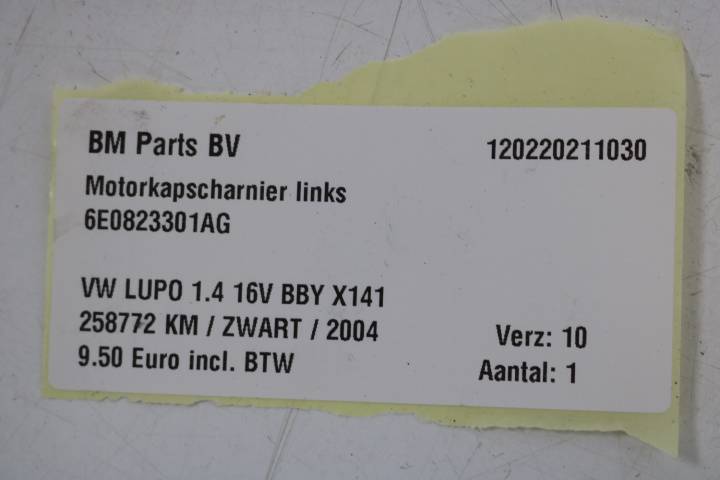 BM Parts BV 120220211030
Motorkapscharnier links
6E0823301AG
VW LUPO 1.4 16V BBY X141
258772 KM / ZWART / 2004 Verz: 10
9.50 Euro incl. BTW Aantal: 1